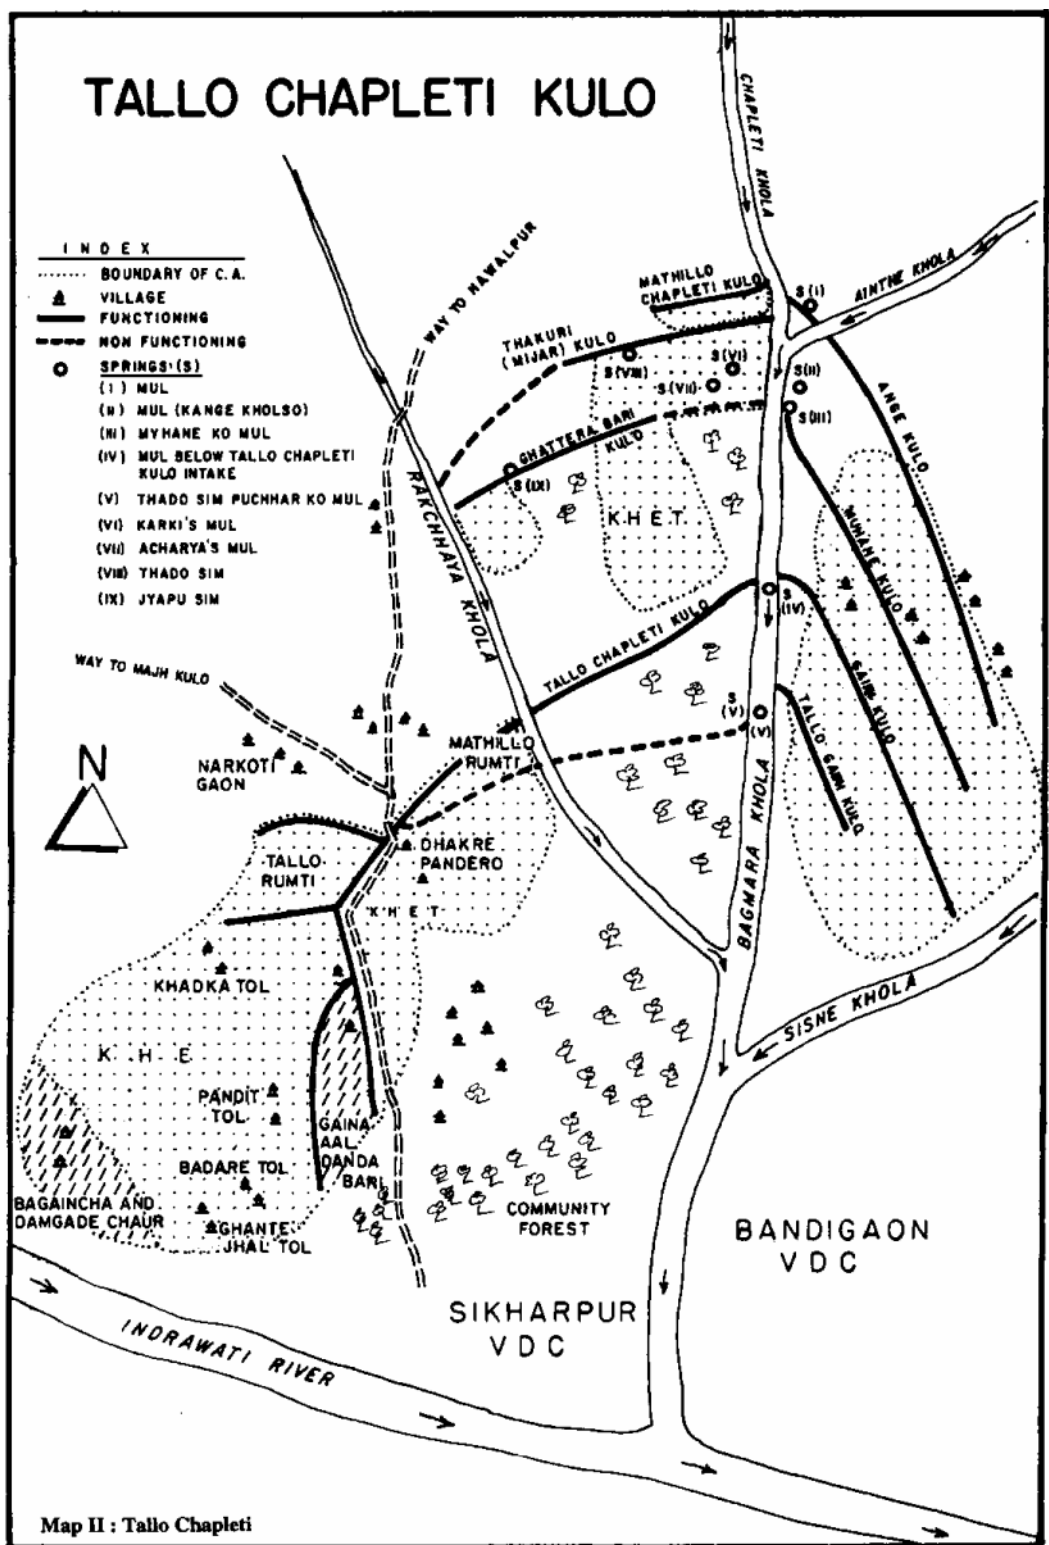 TALLO CHAPLETI KULO
CHAPLETI KHOLA
INDEX
BOUNDARY OF C.A.
VILLAGE
FUNCTIONING
NON FUNCTIONING
SPRINGS (S)
(I) MUL
(II) MUL (KANGE KHOLSO)
(III) MYHANE KO MUL
(IV) MUL BELOW TALLO CHAPLETI
KULO INTAKE
(V) THADO SIM PUCHHAR KO MUL
(VI) KARKI'S MUL
(VII) ACHARYA'S MUL
(VIII) THADO SIM
(IX) JYAPU SIM
WAY TO HAWALPUR
MATHILLO
CHAPLETI KULO
S (I)
AINTHE KHOLA
THAKURI
(MIJAR) KULO
S (VIII)
S (VI)
S (VII)
S (II)
S (III)
ANGE KULO
GHATTERA BARI
KULO
S (IX)
RAKCHHAYA KHOLA
KHET
MUHANE KULO
S
(IV)
TALLO CHAPLETI KULO
WAY TO MAJH KULO
S
(V)
(V)
GAIRI KULO
TALLO GAIRI KULO
N
NARKOTI
GAON
MATHILLO
RUMTI
BAGMARA KHOLA
TALLO
RUMTI
DHAKRE
PANDERO
KHET
KHADKA TOL
SISNE KHOLA
KHE
PANDIT
TOL
GAINA
AAL
DANDA
BARI
BADARE TOL
BAGAINCHA AND
DAMGADE CHAUR
GHANTE
JHAL TOL
COMMUNITY
FOREST
BANDIGAON
VDC
SIKHARPUR
VDC
INDRAWATI RIVER
Map II : Tallo Chapleti